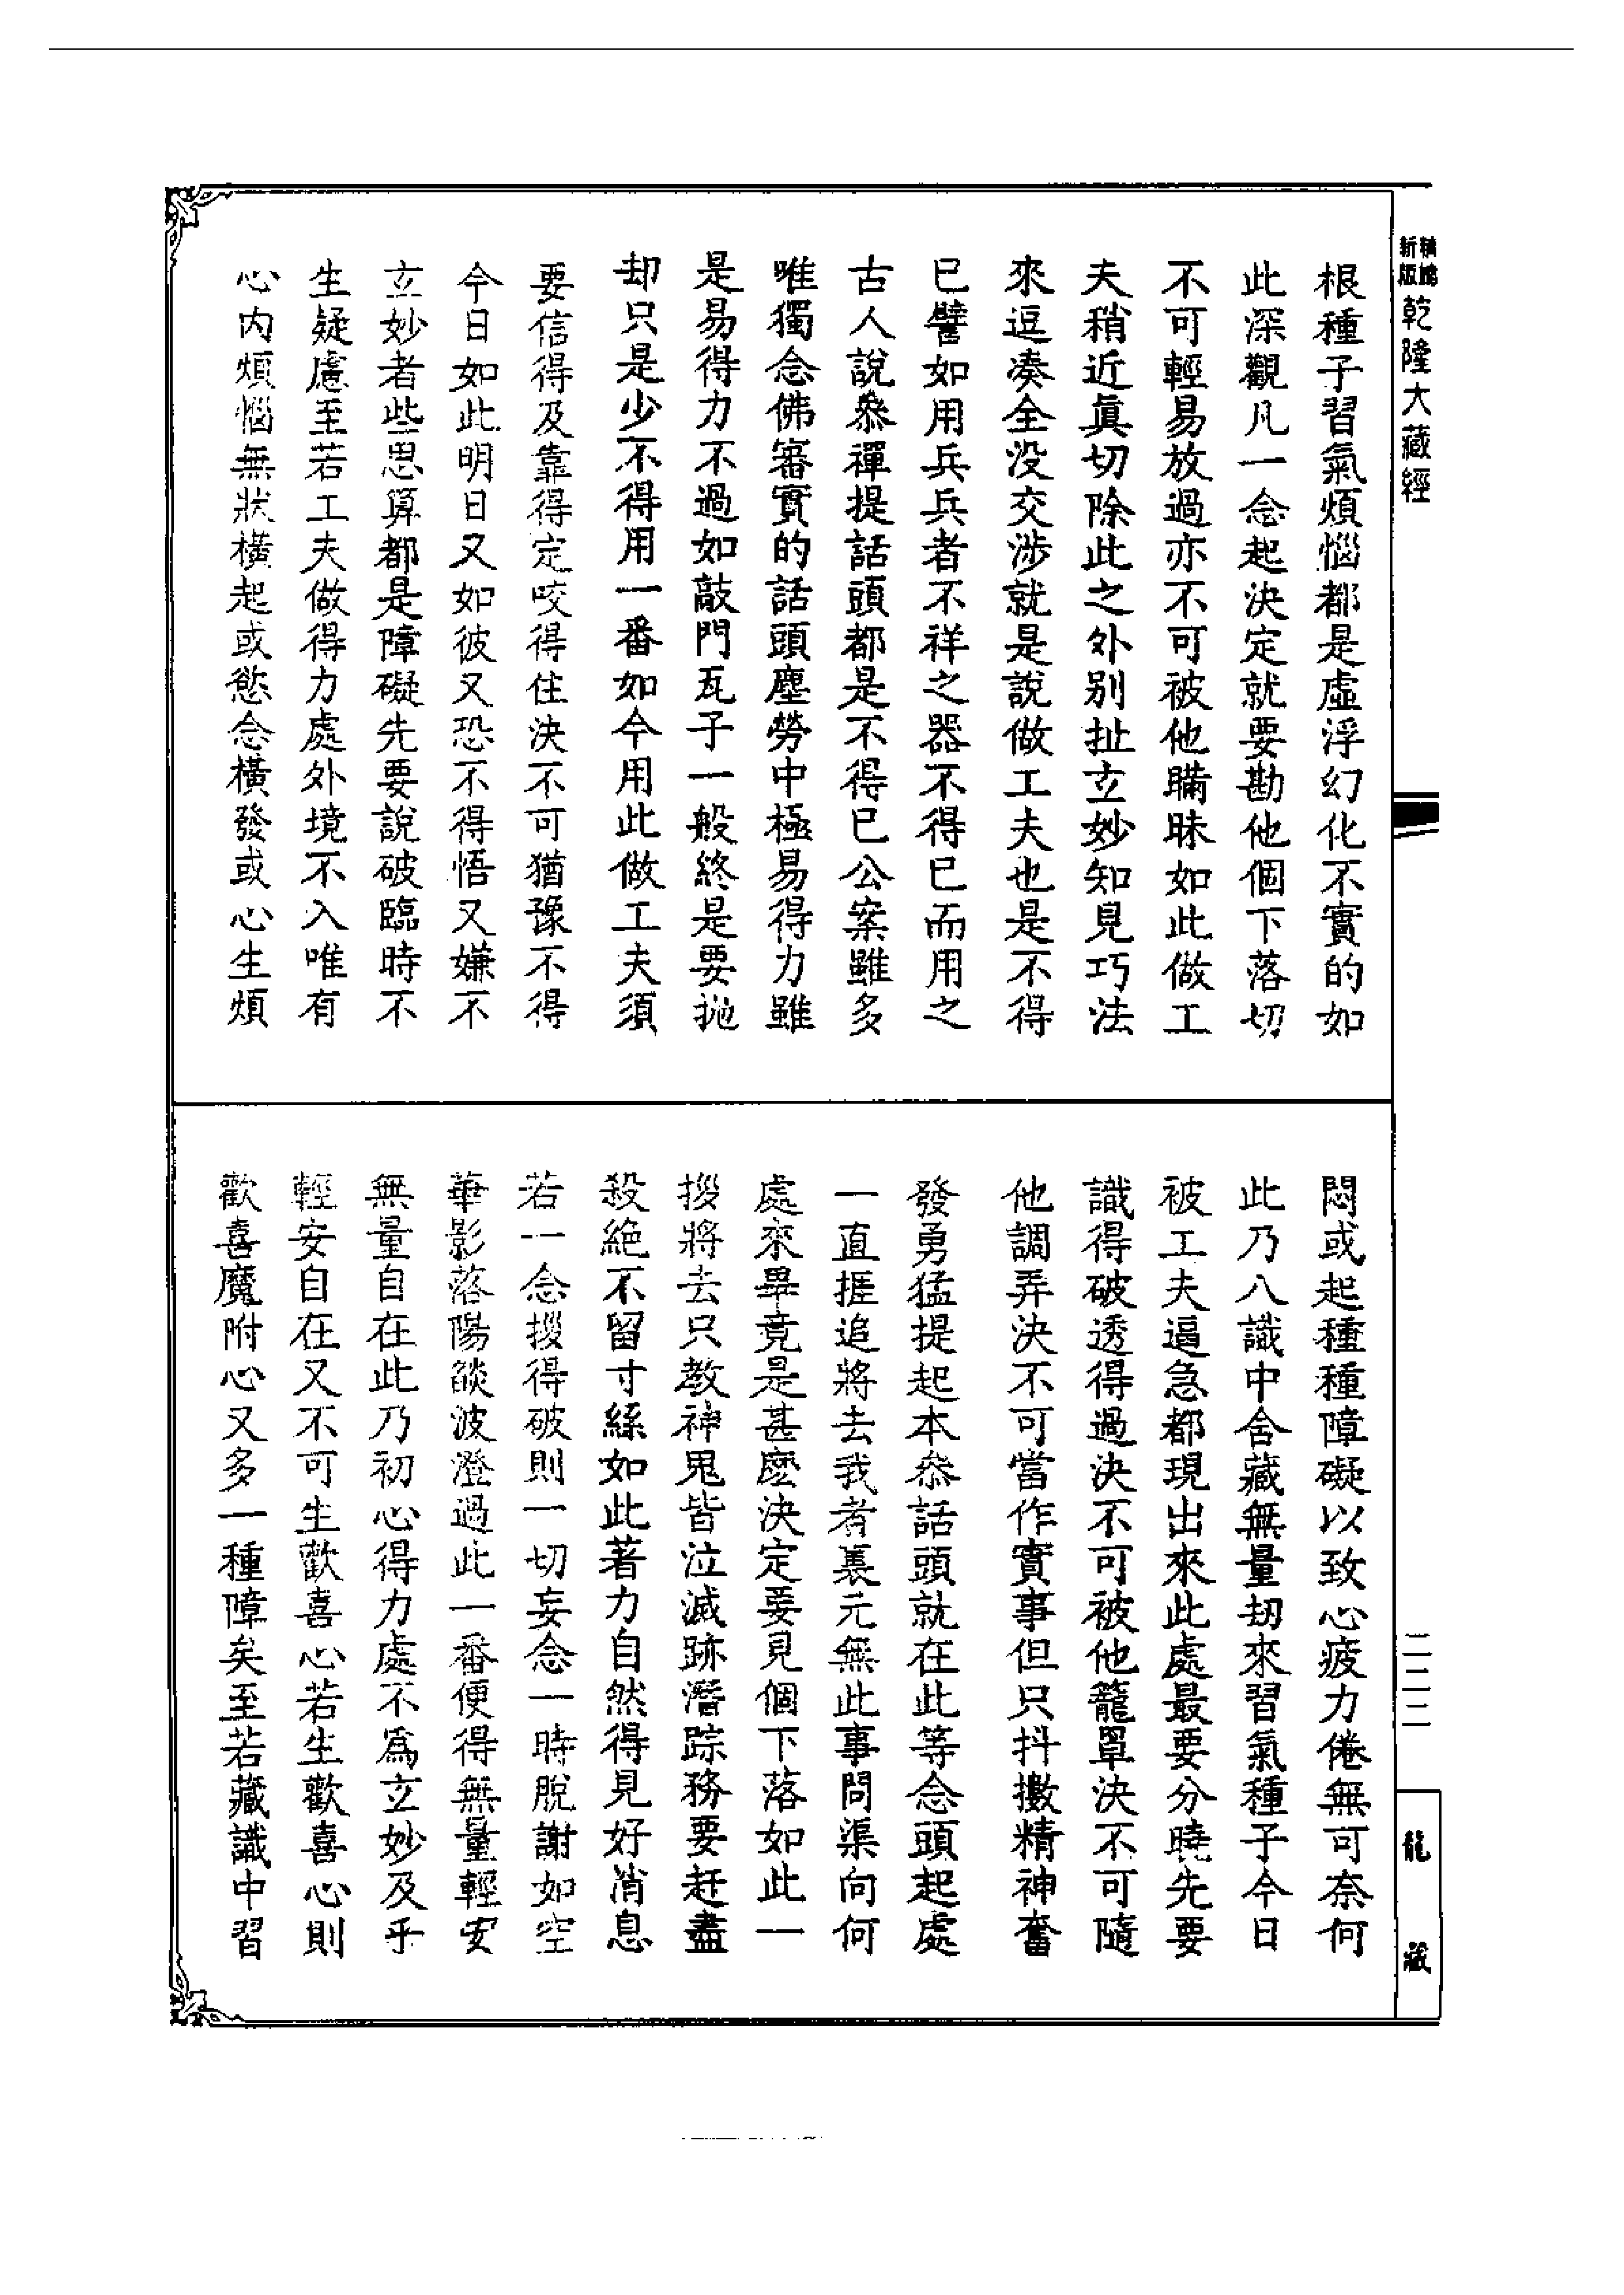 新版
精縮
乾隆大藏經
根種子習氣煩惱都是虛浮幻化不實的如
此深觀凡一念起決定就要勘他個下落切
不可輕易放過亦不可被他瞞昧如此做工
夫稍近眞切除此之外别扯玄妙知見巧法
來逗凑全没交涉就是說做工夫也是不得
已譬如用兵兵者不祥之器不得已而用之
古人說叅禪提話頭都是不得已公案雖多
唯獨念佛審實的話頭塵勞中極易得力雖
是易得力不過如敲門瓦子一般終是要抛
却只是少不得用一番如今用此做工夫須
要信得及靠得定咬得住決不可猶豫不得
今日如此明日又如彼又恐不得悟又嫌不
玄妙者些思算都是障礙先要說破臨時不
生疑慮至若工夫做得力處外境不入唯有
心内煩惱無狀橫起或慾念橫發或心生煩
悶或起種種障礙以致心疲力倦無可奈何
此乃八識中含藏無量劫來習氣種子今日
被工夫逼急都現出來此處最要分曉先要
識得破透得過決不可被他籠罩決不可隨
他調弄決不可當作實事但只抖擻精神奮
發勇猛提起本叅話頭就在此等念頭起處
一直捱追將去我者裏元無此事問渠向何
處來畢竟是甚麽決定要見個下落如此一
拶將去只教神鬼皆泣滅跡潛踪務要赶盡
殺絶不留寸絲如此著力自然得見好消息
若一念拶得破則一切妄念一時脫謝如空
華影落陽燄波澄過此一番便得無量輕安
無量自在此乃初心得力處不爲玄妙及乎
輕安自在又不可生歡喜心若生歡喜心則
歡喜魔附心又多一種障矣至若藏識中習
二二二
龍藏